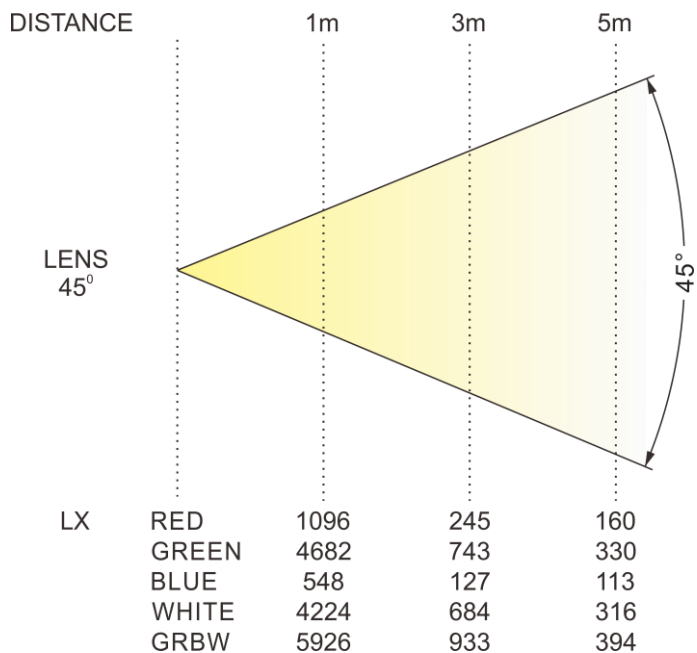 DISTANCE 1m 3m 5m
LENS
45⁰
45°
LX RED 1096 245 160
GREEN 4682 743 330
BLUE 548 127 113
WHITE 4224 684 316
GRBW 5926 933 394